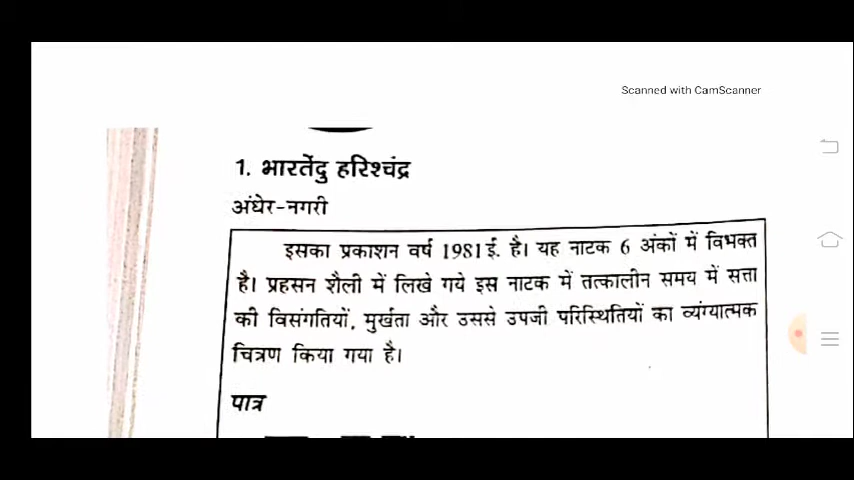 Scanned with CamScanner
1. भारतेंदु हरिश्चंद्र
अंधेर-नगरी
इसका प्रकाशन वर्ष 1981ई. है। यह नाटक 6 अंकों में विभक्त
है। प्रहसन शैली में लिखे गये इस नाटक में तत्कालीन समय में सत्ता
की विसंगतियों, मुर्खता और उससे उपजी परिस्थितियों का व्यंग्यात्मक
चित्रण किया गया है।
पात्र